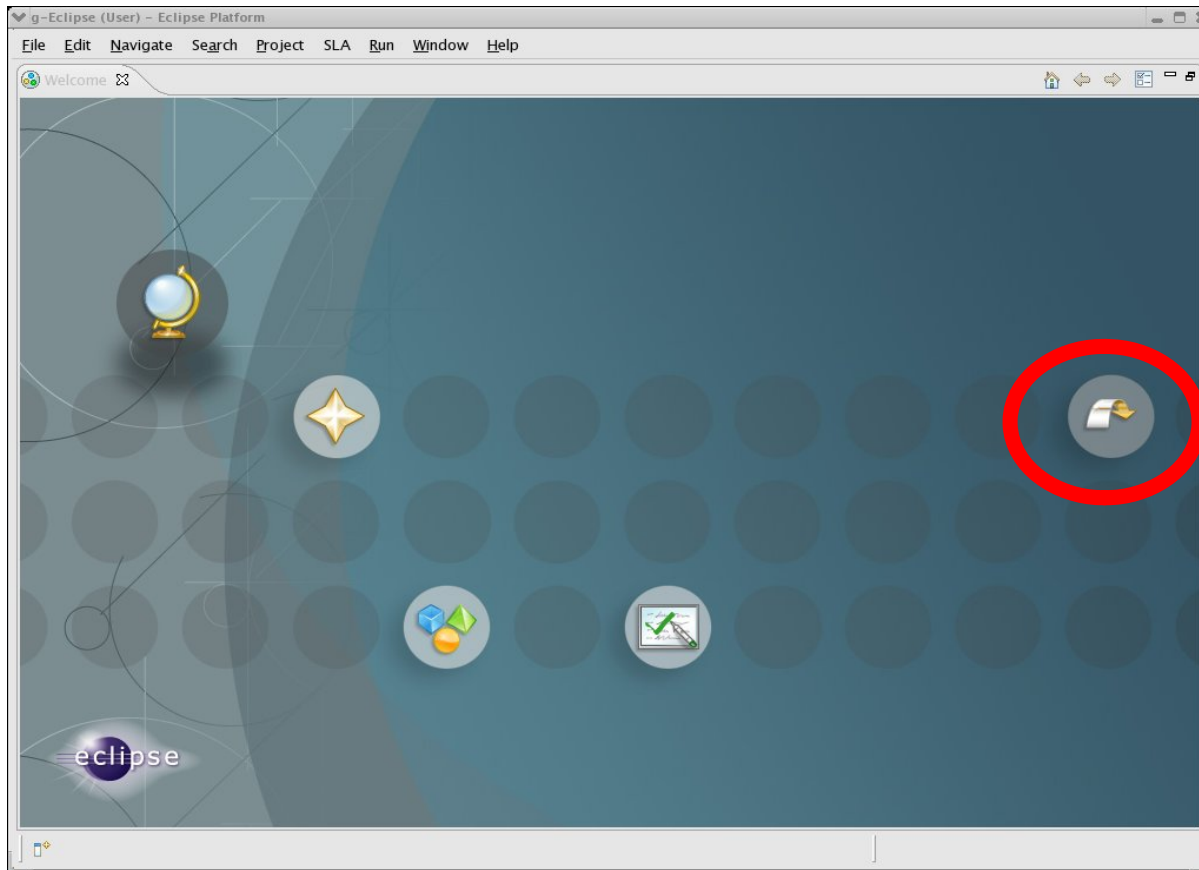 g-Eclipse (User) - Eclipse Platform
File Edit Navigate Search Project SLA Run Window Help
Welcome
eclipse